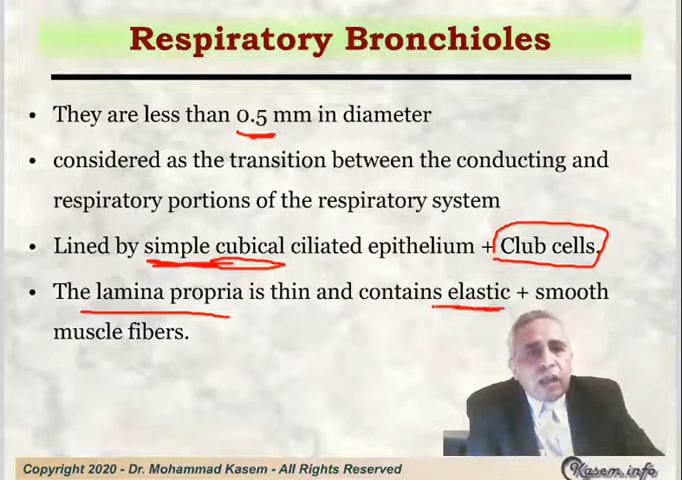 Respiratory Bronchioles
• They are less than 0.5 mm in diameter
• considered as the transition between the conducting and
respiratory portions of the respiratory system
• Lined by simple cubical ciliated epithelium + Club cells.
• The lamina propria is thin and contains elastic + smooth
muscle fibers.
Copyright 2020 - Dr. Mohammad Kasem - All Rights Reserved
Kasem.info